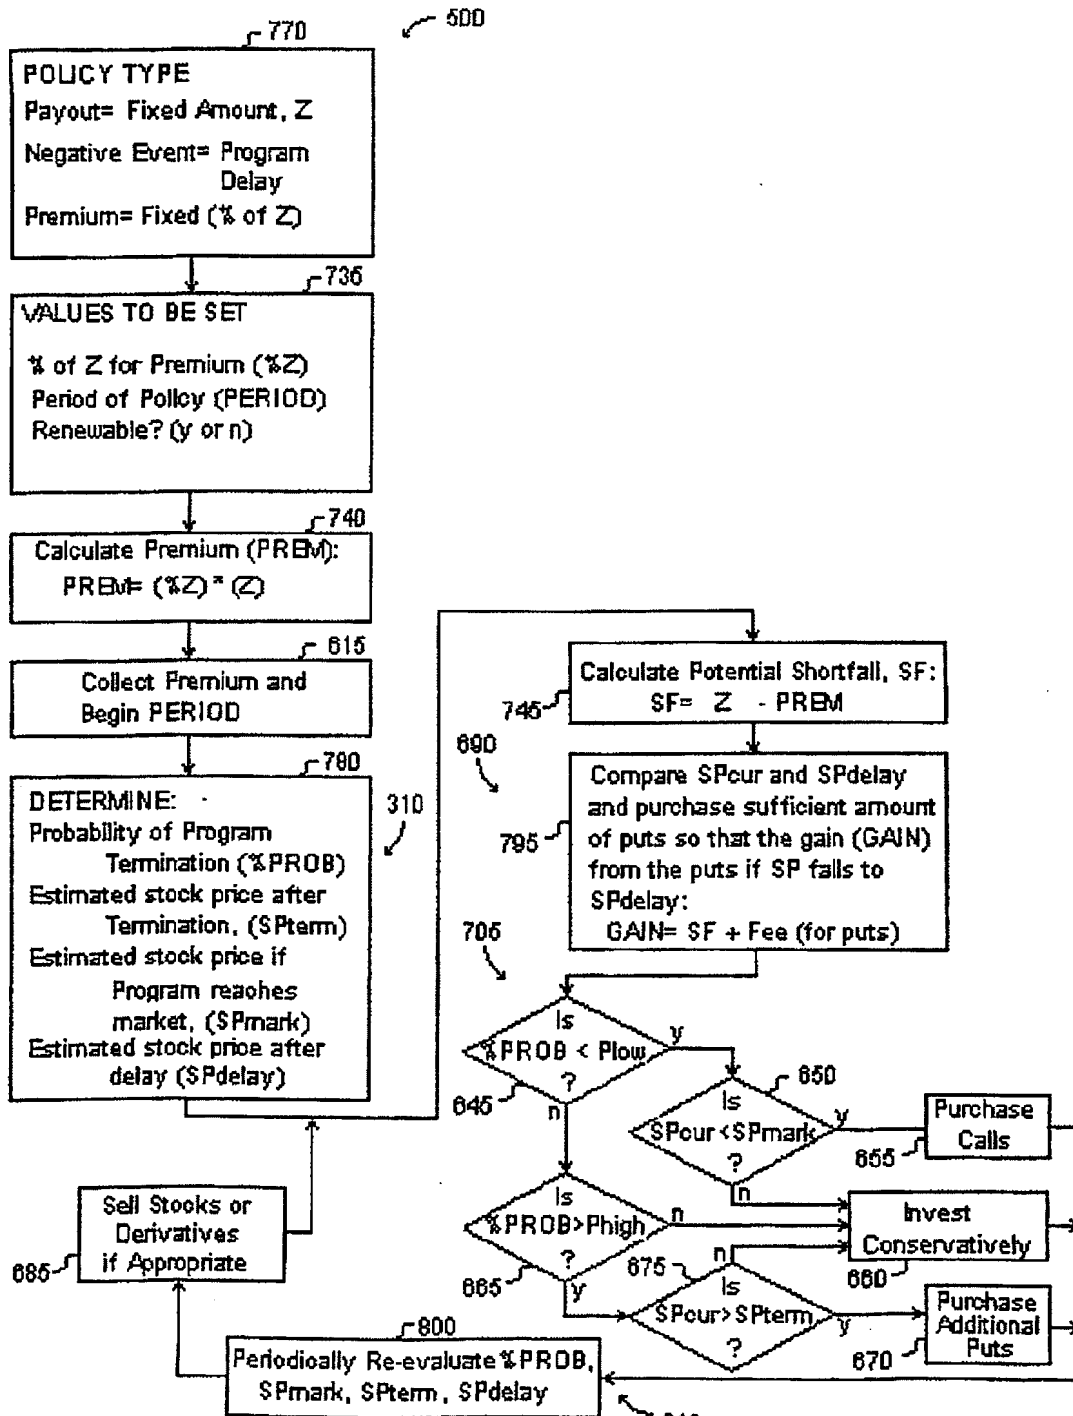 500
770
POLICY TYPE
Payout= Fixed Amount, Z
Negative Event= Program
Delay
Premium= Fixed (% of Z)
735
VALUES TO BE SET
% of Z for Premium (%Z)
Period of Policy (PERIOD)
Renewable? (y or n)
740
Calculate Premium (PREM):
PREM= (%Z) * (Z)
615
Collect Premium and
Begin PERIOD
780
DETERMINE:
Probability of Program
Termination (%PROB)
Estimated stock price after
Termination, (SPterm)
Estimated stock price if
Program reaches
market, (SPmark)
Estimated stock price after
delay (SPdelay)
310
Calculate Potential Shortfall, SF:
SF= Z - PREM
745
690
Compare SPcur and SPdelay
and purchase sufficient amount
of puts so that the gain (GAIN)
from the puts if SP falls to
SPdelay:
GAIN= SF + Fee (for puts)
795
705
Is
%PROB < Plow
?
y
n
645
650
Is
SPcur<SPmark
?
y
n
Purchase
Calls
655
Is
%PROB>Phigh
?
n
y
665
Invest
Conservatively
660
675
n
Is
SPcur>SPterm
?
y
Purchase
Additional
Puts
670
Sell Stocks or
Derivatives
if Appropriate
685
800
Periodically Re-evaluate %PROB,
SPmark, SPterm, SPdelay